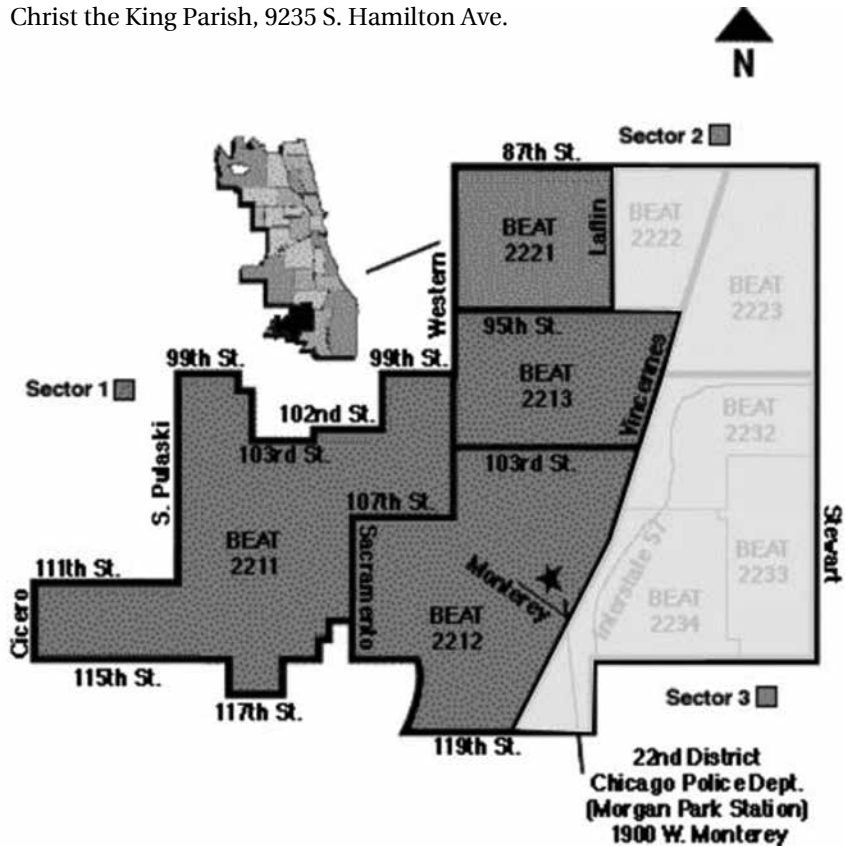 Christ the King Parish, 9235 S. Hamilton Ave.
N
Sector 2
87th St.
BEAT
2221
Laflin
BEAT
2222
BEAT
2223
Western
95th St.
BEAT
2213
Vincennes
99th St.
99th St.
Sector 1
102nd St.
103rd St.
103rd St.
BEAT
2232
S. Pulaski
107th St.
BEAT
2211
Sacramento
Monterey
Interstate 57
BEAT
2233
Stewart
111th St.
Cicero
BEAT
2212
BEAT
2234
115th St.
117th St.
119th St.
Sector 3
22nd District
Chicago Police Dept.
(Morgan Park Station)
1900 W. Monterey